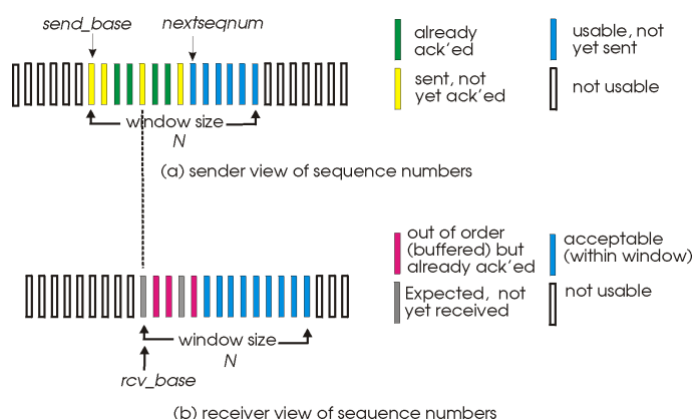 send_base
nextseqnum
already
ack'ed
usable, not
yet sent
sent, not
yet ack'ed
not usable
window size
N
(a) sender view of sequence numbers
out of order
(buffered) but
already ack'ed
acceptable
(within window)
Expected, not
yet received
not usable
window size
N
rcv_base
(b) receiver view of sequence numbers